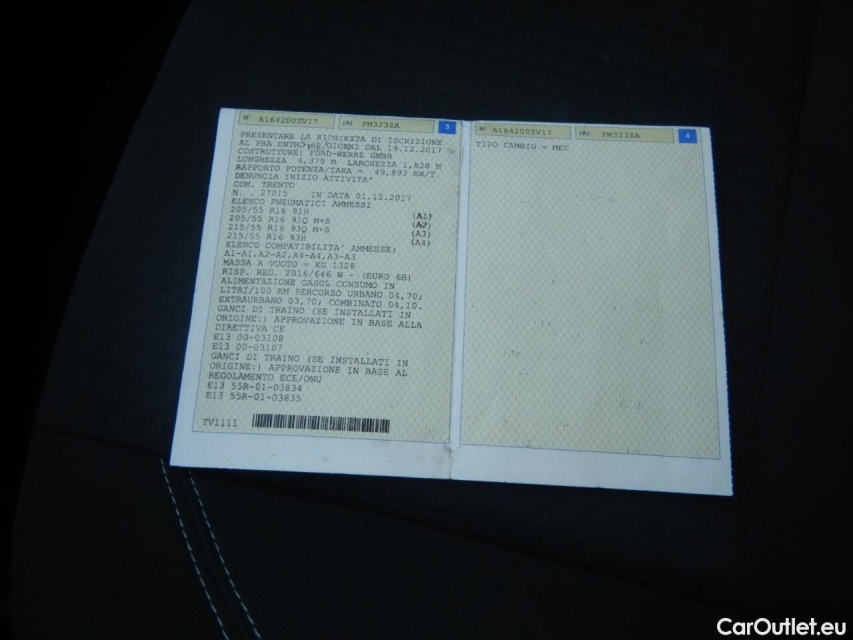 N° A164200TV17 (A) FM323ZA 3
PRESENTARE LA RICHIESTA DI ISCRIZIONE
AL PRA ENTRO 60 GIORNI DAL 19.12.2017
COSTRUTTORE: FORD-WERKE GMBH
LUNGHEZZA 4,379 M LARGHEZZA 1,828 M
RAPPORTO POTENZA/TARA = 49,893 KW/T
DENUNCIA INIZIO ATTIVITA'
COM. TRENTO
N. . 27015 IN DATA 01.12.2017
ELENCO PNEUMATICI AMMESSI
205/55 R16 91H (A1)
205/55 R16 91Q M+S (A2)
215/55 R16 93Q M+S (A3)
215/55 R16 93H (A4)
ELENCO COMPATIBILITA' AMMESSE:
A1-A1,A2-A2,A4-A4,A3-A3
MASSA A VUOTO = KG 1328
RISP. REG. 2016/646 W - (EURO 6B)
ALIMENTAZIONE GASOL CONSUMO IN
LITRI/100 KM PERCORSO URBANO 04,70;
EXTRAURBANO 03,70; COMBINATO 04,10.
GANCI DI TRAINO (SE INSTALLATI IN
ORIGINE:) APPROVAZIONE IN BASE ALLA
DIRETTIVA CE
E13 00-03108
E13 00-03107
GANCI DI TRAINO (SE INSTALLATI IN
ORIGINE:) APPROVAZIONE IN BASE AL
REGOLAMENTO ECE/ONU
E13 55R-01-03834
E13 55R-01-03835
TV1111
N° A164200TV17 (A) FM323ZA 4
TIPO CAMBIO = MEC
CarOutlet.eu